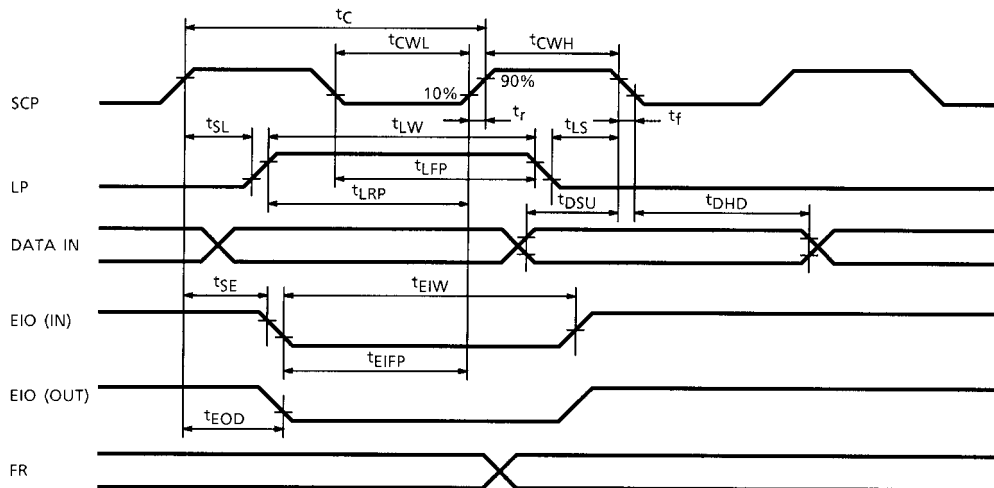 tC
tCWL
tCWH
SCP
10%
90%
tr
tf
tSL
tLW
tLS
LP
tLFP
tLRP
tDSU
tDHD
DATA IN
tSE
tEIW
EIO (IN)
tEIFP
EIO (OUT)
tEOD
FR